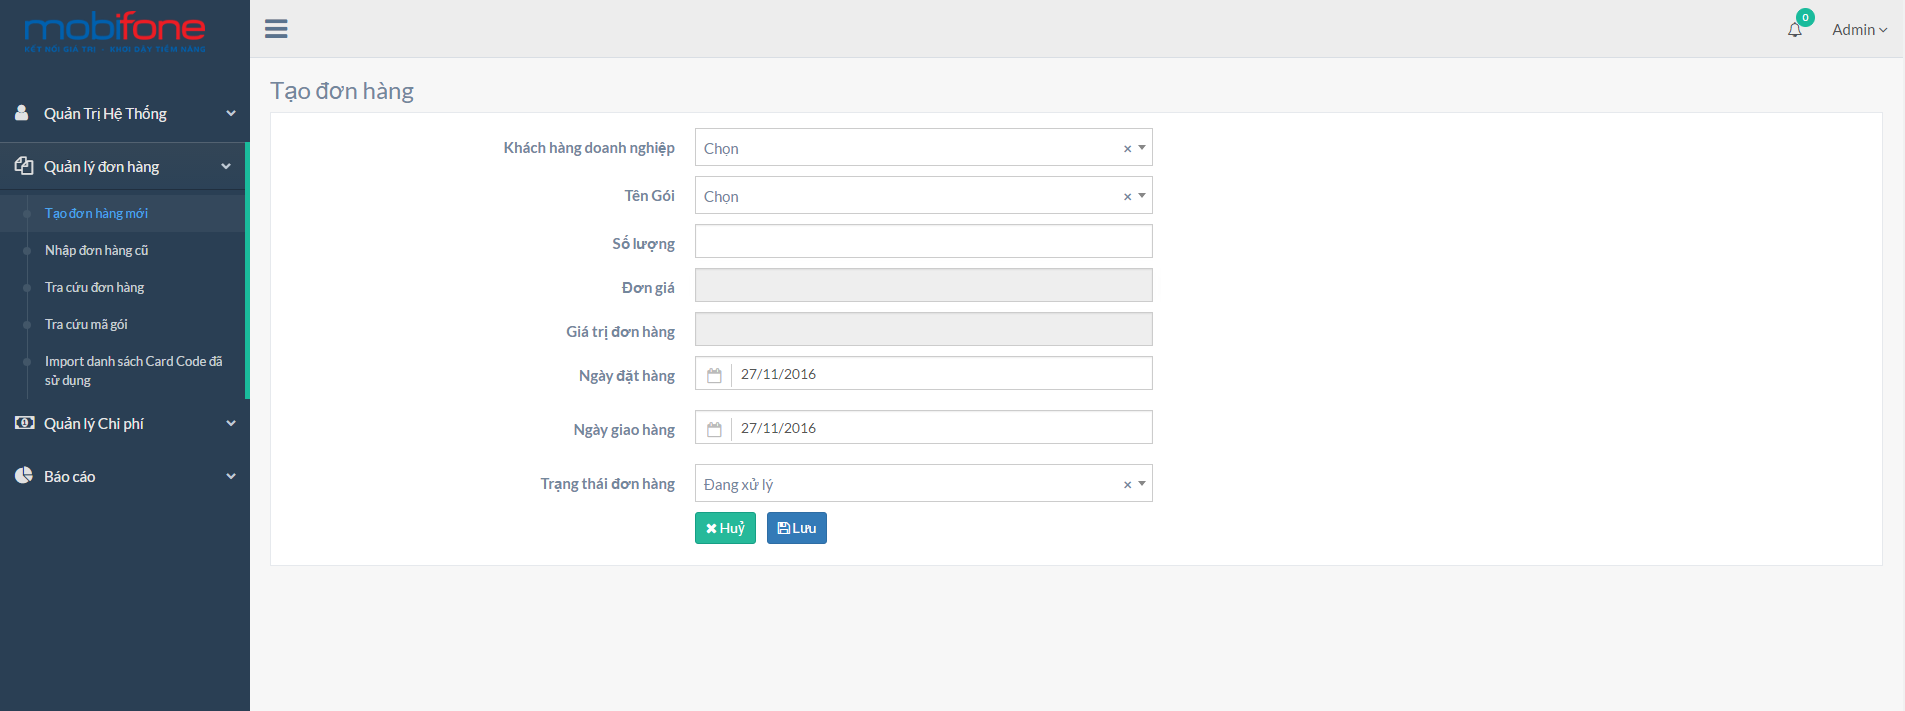 mobifone
KẾT NỐI GIÁ TRỊ - KHƠI DẬY TIỀM NĂNG
0
Admin
Quản Trị Hệ Thống
Quản lý đơn hàng
Tạo đơn hàng mới
Nhập đơn hàng cũ
Tra cứu đơn hàng
Tra cứu mã gói
Import danh sách Card Code đã
sử dụng
Quản lý Chi phí
Báo cáo
Tạo đơn hàng
Khách hàng doanh nghiệp
Chọn ×
Tên Gói
Chọn ×
Số lượng
Đơn giá
Giá trị đơn hàng
Ngày đặt hàng
27/11/2016
Ngày giao hàng
27/11/2016
Trạng thái đơn hàng
Đang xử lý ×
Huỷ
Lưu